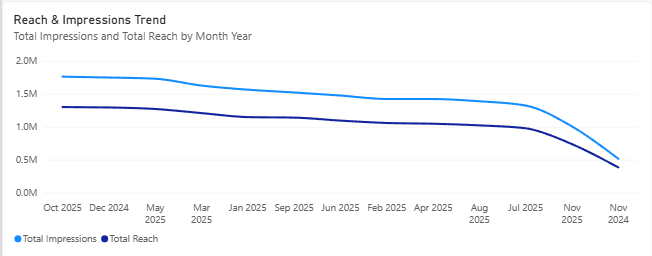 Reach & Impressions Trend
Total Impressions and Total Reach by Month Year
2.0M
1.5M
1.0M
0.5M
0.0M
Oct 2025 Dec 2024 May 2025 Mar 2025 Jan 2025 Sep 2025 Jun 2025 Feb 2025 Apr 2025 Aug 2025 Jul 2025 Nov 2025 Nov 2024
Total Impressions Total Reach